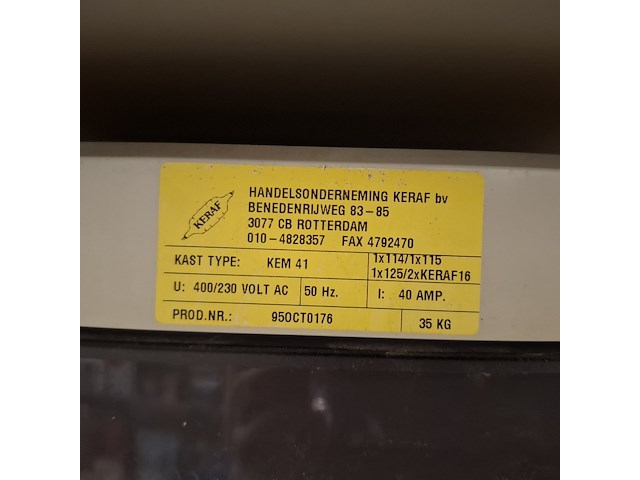 KERAF
HANDELSONDERNEMING KERAF bv
BENEDENRIJWEG 83-85
3077 CB ROTTERDAM
010-4828357 FAX 4792470
KAST TYPE: KEM 41
1x114/1x115
1x125/2xKERAF16
U: 400/230 VOLT AC 50 Hz. I: 40 AMP.
PROD.NR.: 95OCT0176 35 KG